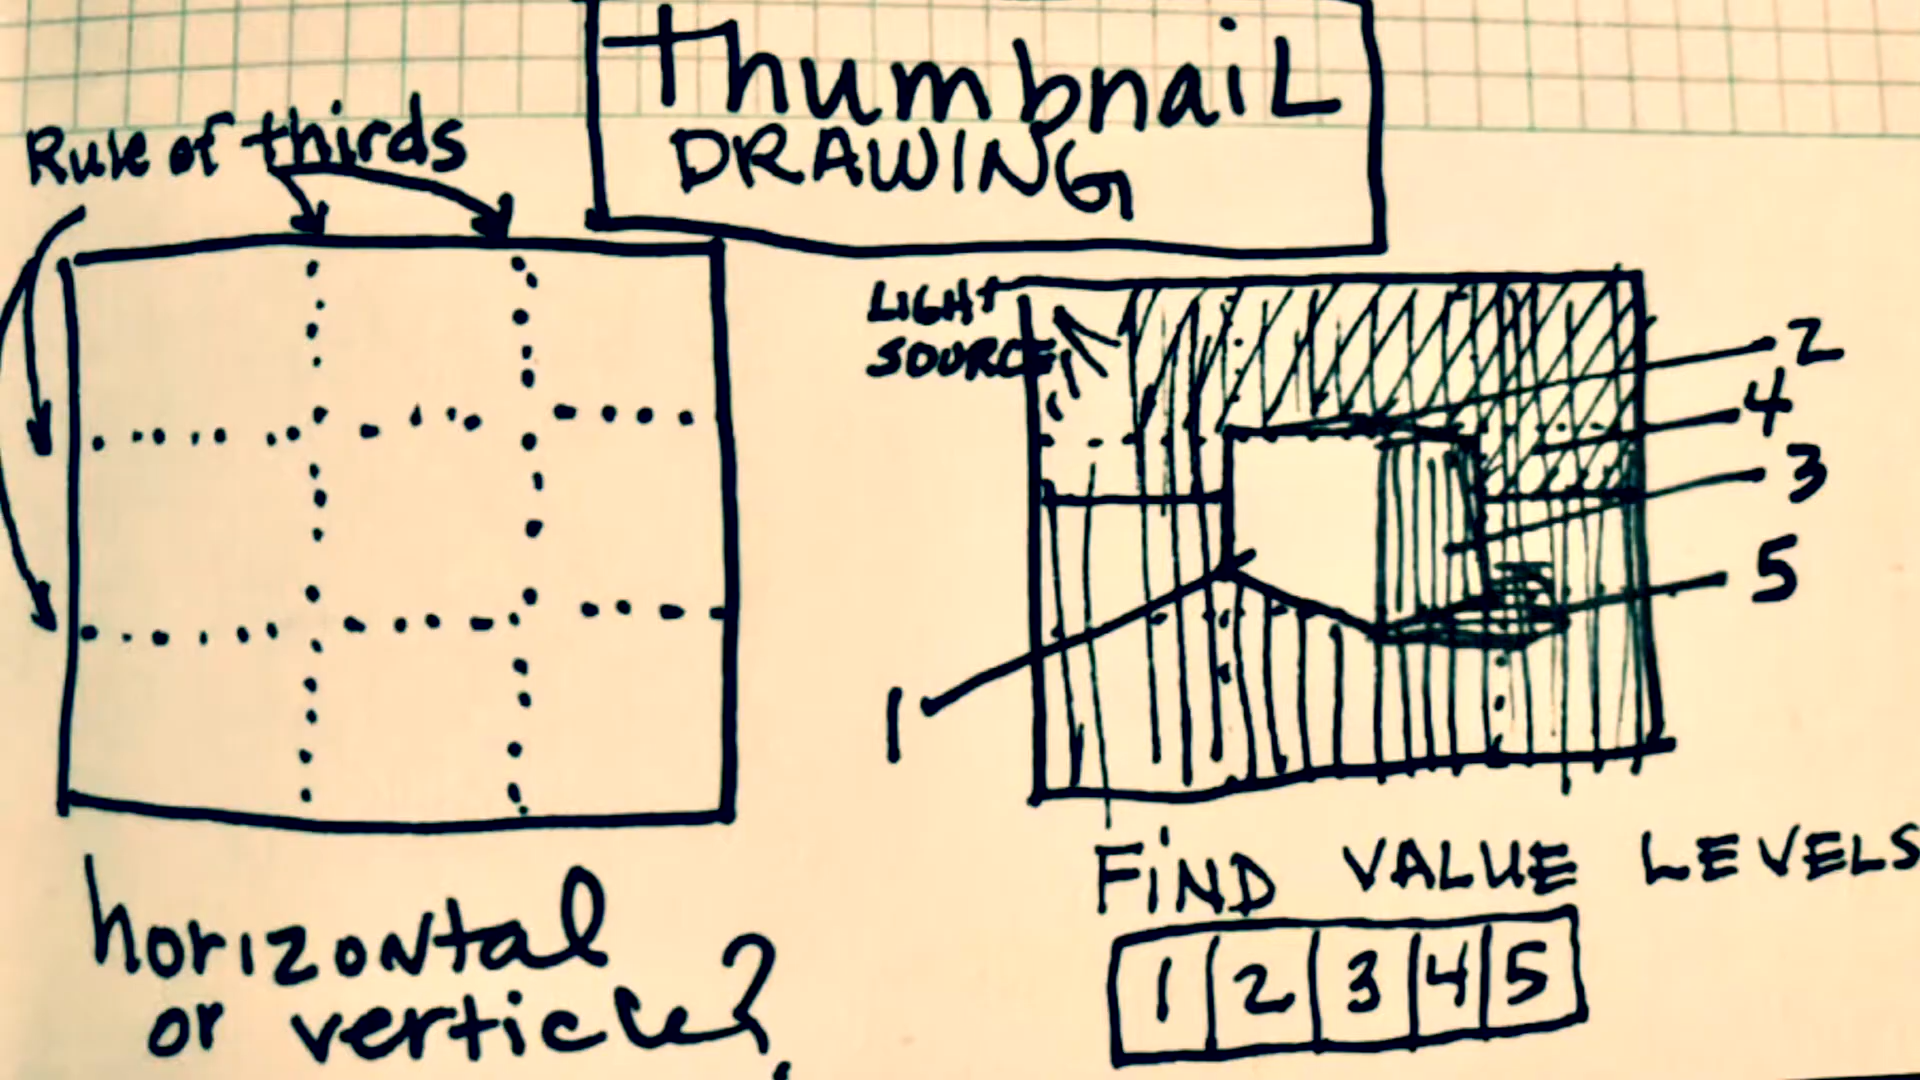 thumbnail
DRAWING
Rule of thirds
LIGHT
SOURCE
2
4
3
5
1
FIND VALUE LEVELS
1 2 3 4 5
horizontal
or verticle?